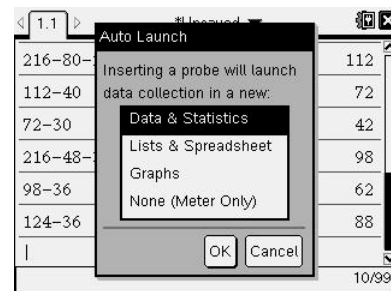 1.1
Auto Launch
216-80-
112
Inserting a probe will launch
112-40
data collection in a new:
72
72-30
Data & Statistics
42
216-48-
Lists & Spreadsheet
98
98-36
Graphs
62
124-36
None (Meter Only)
88
OK
Cancel
10/99